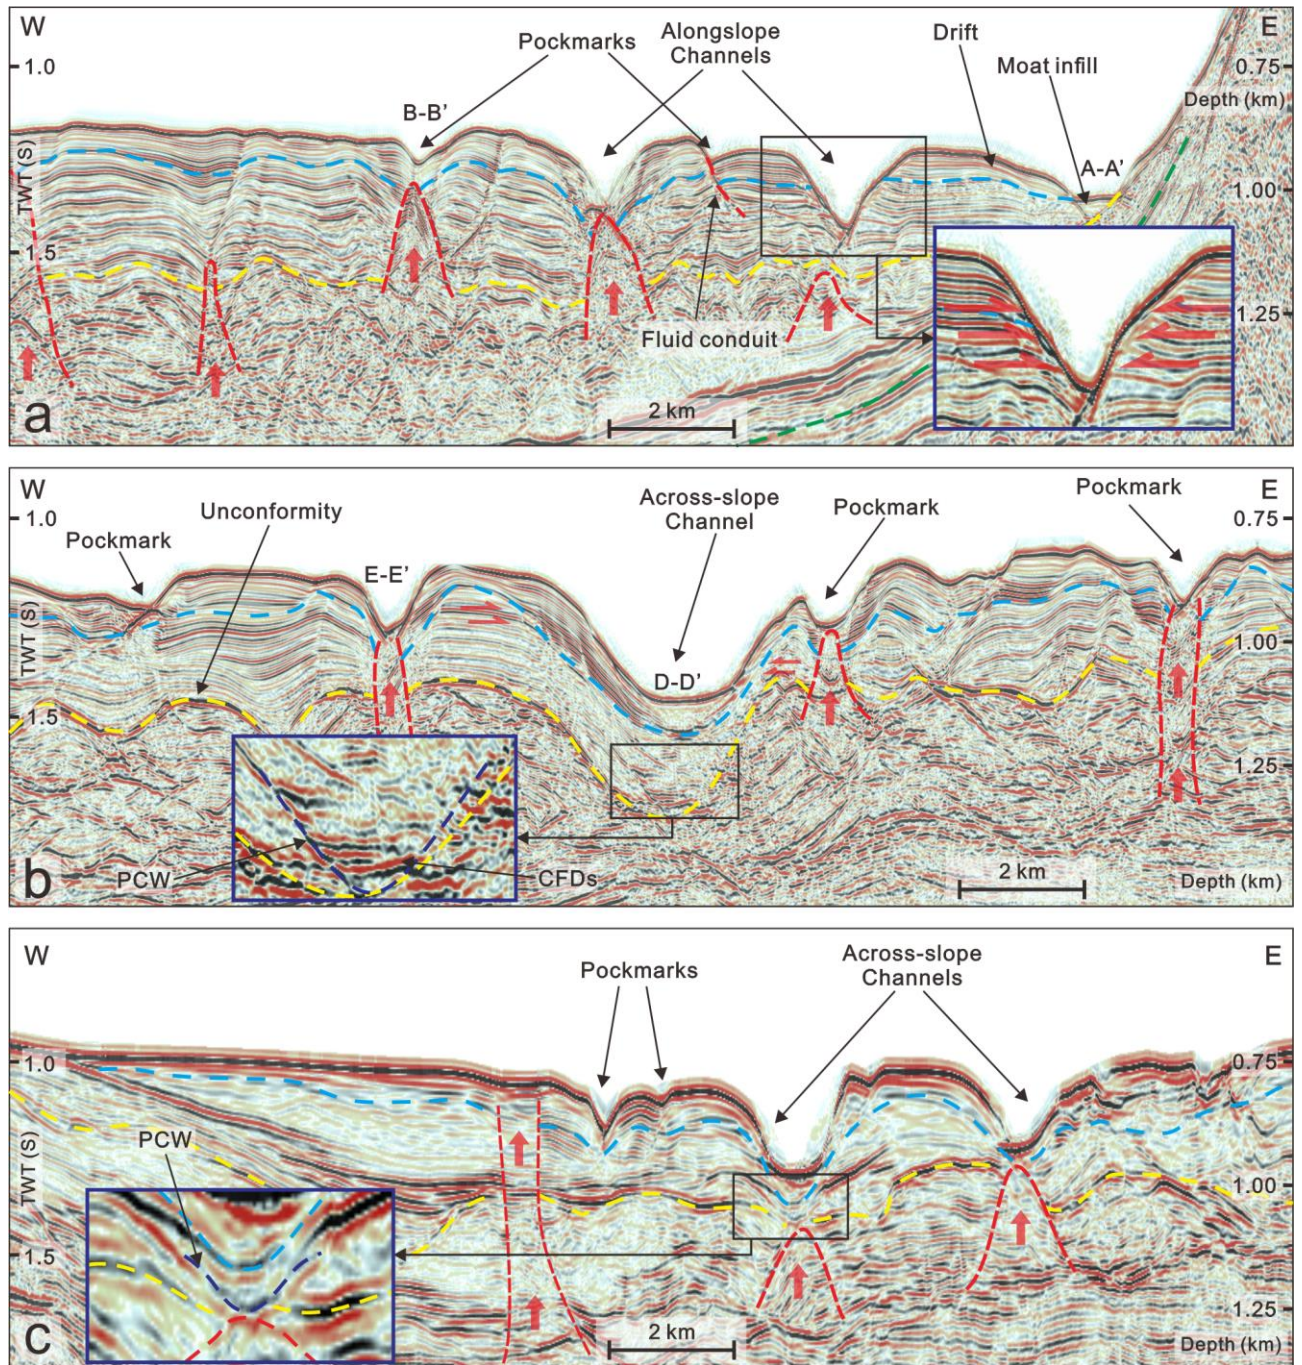 W
Pockmarks
Alongslope
Channels
Drift
Moat infill
E
1.0
0.75
Depth (km)
B-B'
A-A'
TWT (S)
1.00
1.5
1.25
Fluid conduit
2 km
a
W
Unconformity
Across-slope
Channel
Pockmark
Pockmark
E
1.0
0.75
Pockmark
E-E'
TWT (S)
1.00
D-D'
1.5
1.25
PCW
CFDs
2 km
Depth (km)
b
W
Pockmarks
Across-slope
Channels
E
1.0
0.75
PCW
TWT (S)
1.00
1.5
1.25
2 km
Depth (km)
c